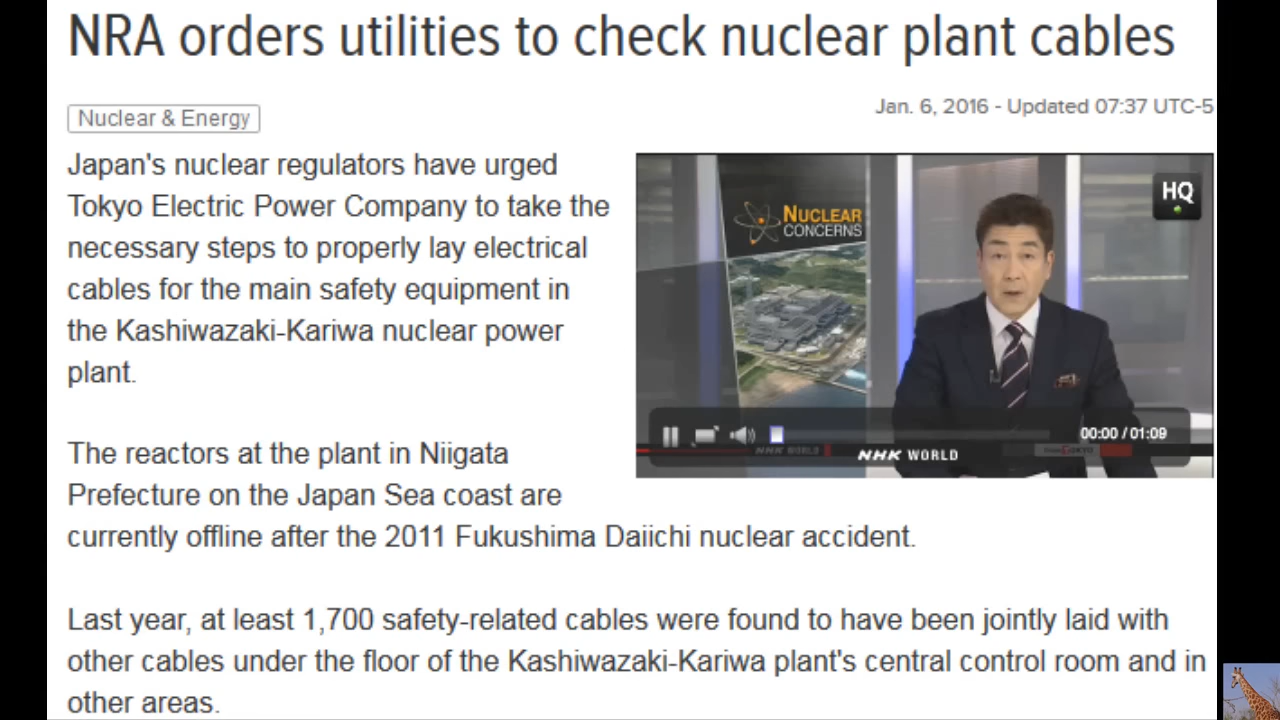 NRA orders utilities to check nuclear plant cables
Nuclear & Energy
Jan. 6, 2016 - Updated 07:37 UTC-5
Japan's nuclear regulators have urged
Tokyo Electric Power Company to take the
necessary steps to properly lay electrical
cables for the main safety equipment in
the Kashiwazaki-Kariwa nuclear power
plant.
HQ
NUCLEAR
CONCERNS
00:00 / 01:09
NHK WORLD
NHK WORLD
The reactors at the plant in Niigata
Prefecture on the Japan Sea coast are
currently offline after the 2011 Fukushima Daiichi nuclear accident.
Last year, at least 1,700 safety-related cables were found to have been jointly laid with
other cables under the floor of the Kashiwazaki-Kariwa plant's central control room and in
other areas.